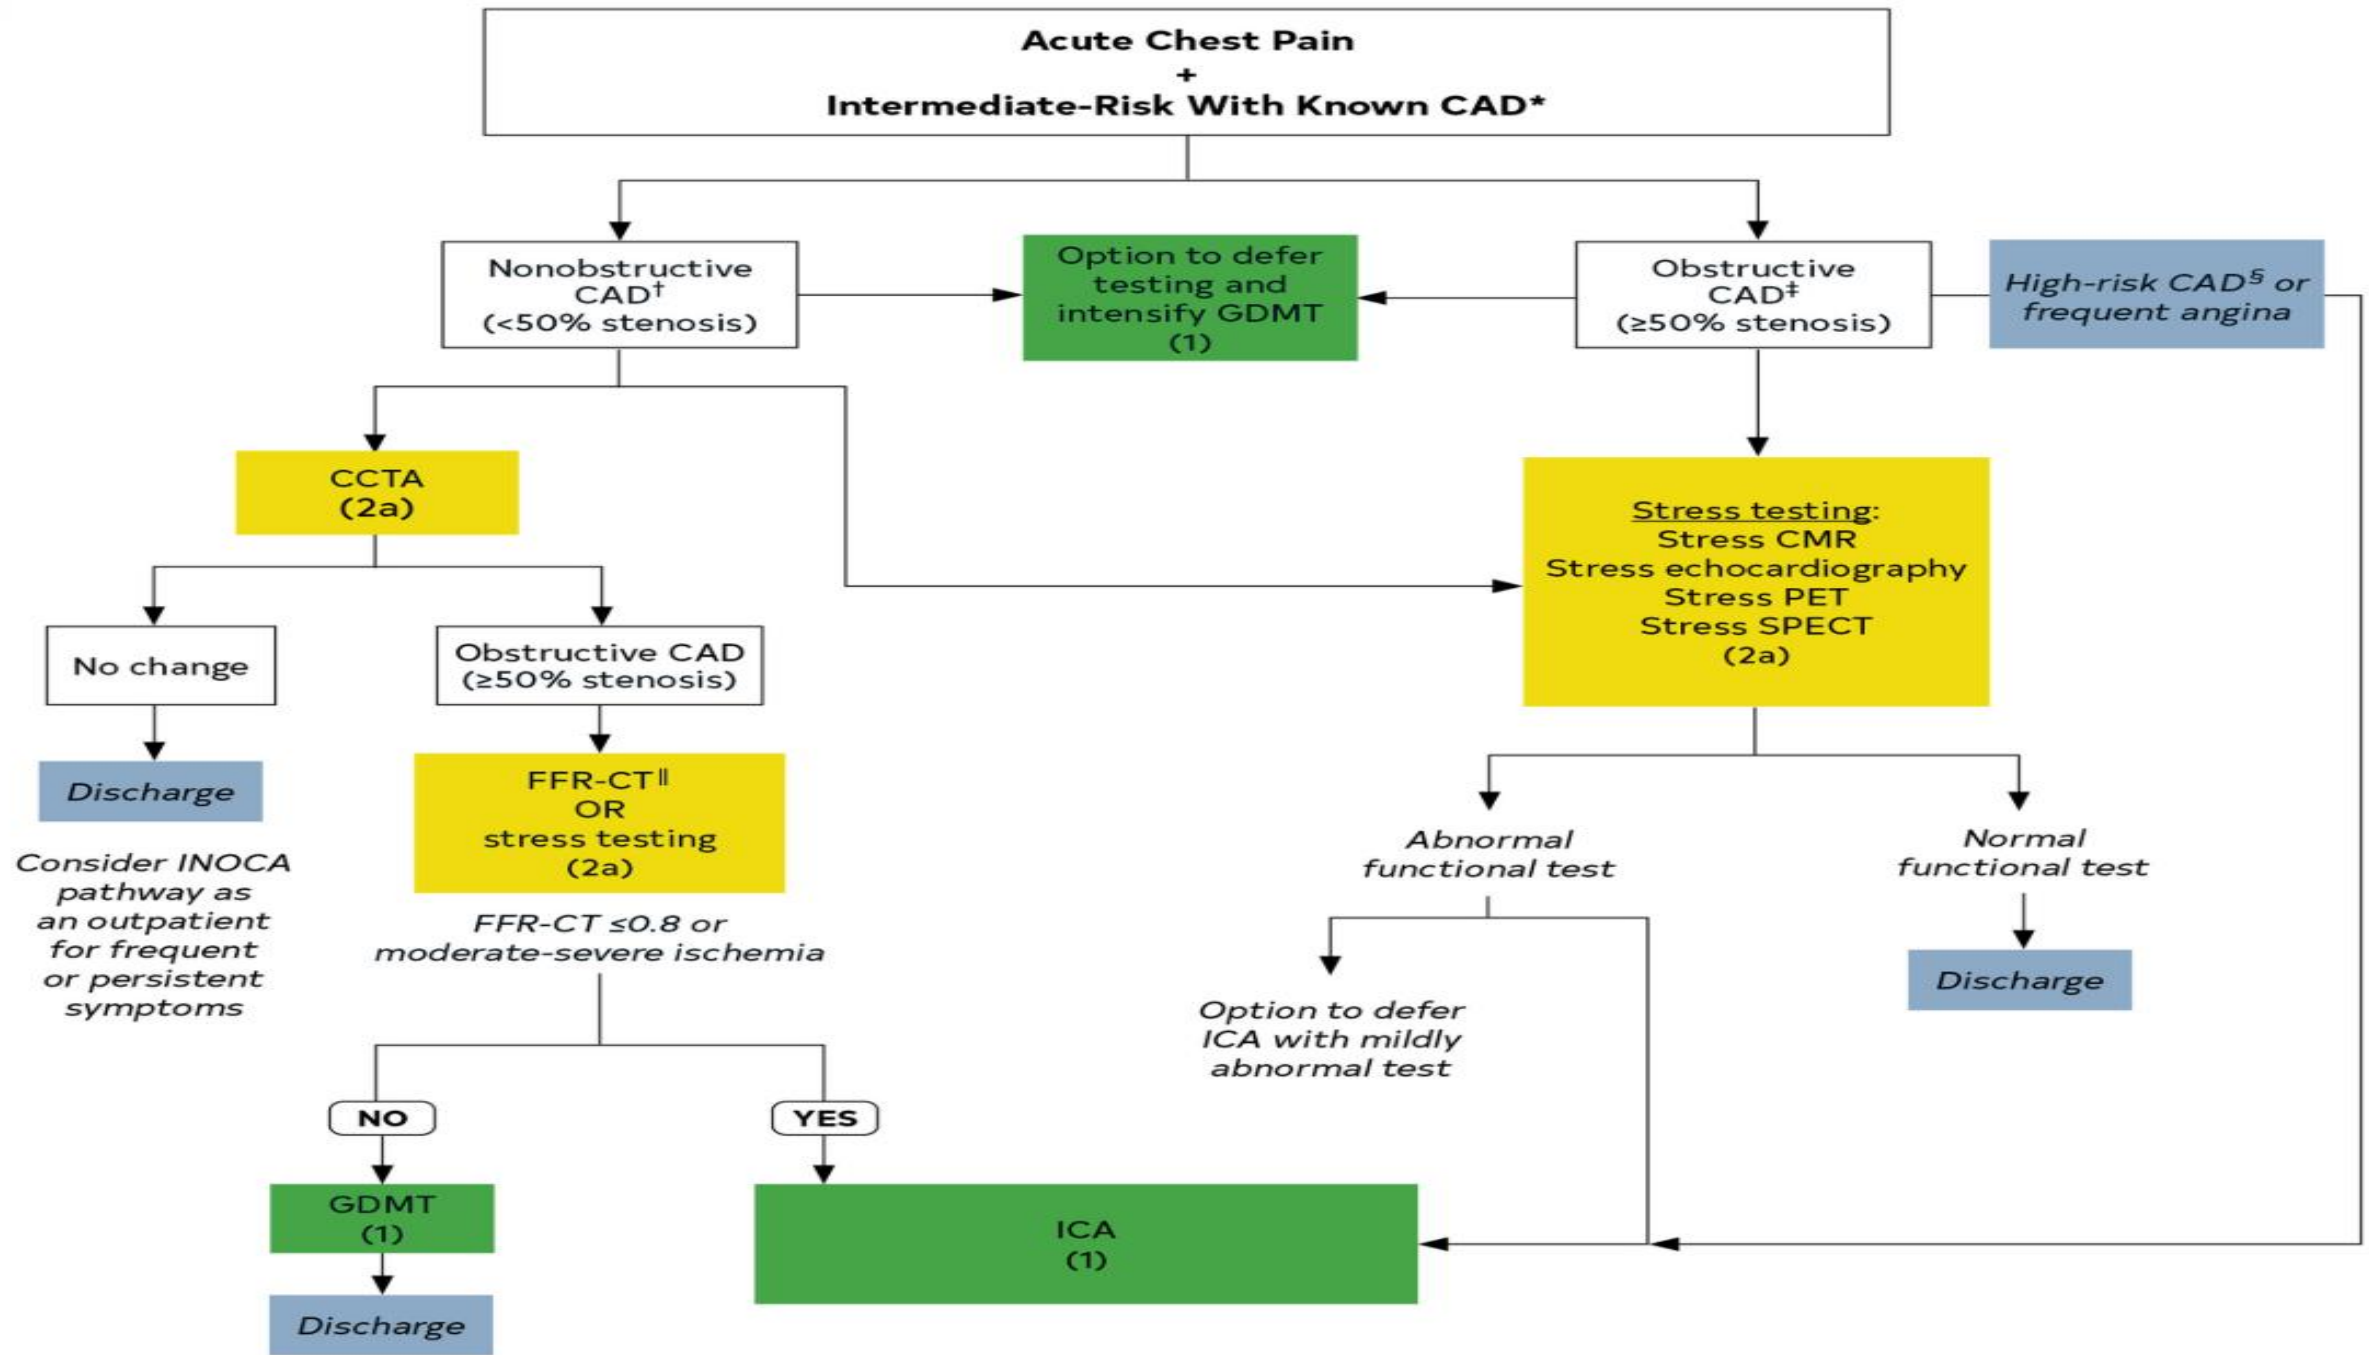 Acute Chest Pain
+
Intermediate-Risk With Known CAD*
Nonobstructive
CAD†
(<50% stenosis)
Option to defer
testing and
intensify GDMT
(1)
Obstructive
CAD‡
(≥50% stenosis)
High-risk CAD§ or
frequent angina
CCTA
(2a)
Stress testing:
Stress CMR
Stress echocardiography
Stress PET
Stress SPECT
(2a)
No change
Obstructive CAD
(≥50% stenosis)
Discharge
Consider INOCA
pathway as
an outpatient
for frequent
or persistent
symptoms
FFR-CT‖
OR
stress testing
(2a)
FFR-CT ≤0.8 or
moderate-severe ischemia
Abnormal
functional test
Normal
functional test
Option to defer
ICA with mildly
abnormal test
Discharge
NO
YES
GDMT
(1)
ICA
(1)
Discharge